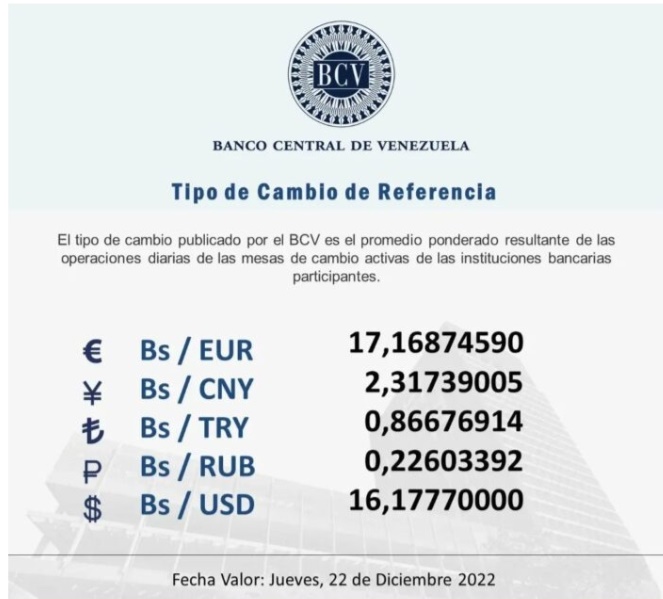 BCV
BANCO CENTRAL DE VENEZUELA
Tipo de Cambio de Referencia
El tipo de cambio publicado por el BCV es el promedio ponderado resultante de las
operaciones diarias de las mesas de cambio activas de las instituciones bancarias
participantes.
€ Bs / EUR 17,16874590
¥ Bs / CNY 2,31739005
₺ Bs / TRY 0,86676914
₽ Bs / RUB 0,22603392
$ Bs / USD 16,17770000
Fecha Valor: Jueves, 22 de Diciembre 2022